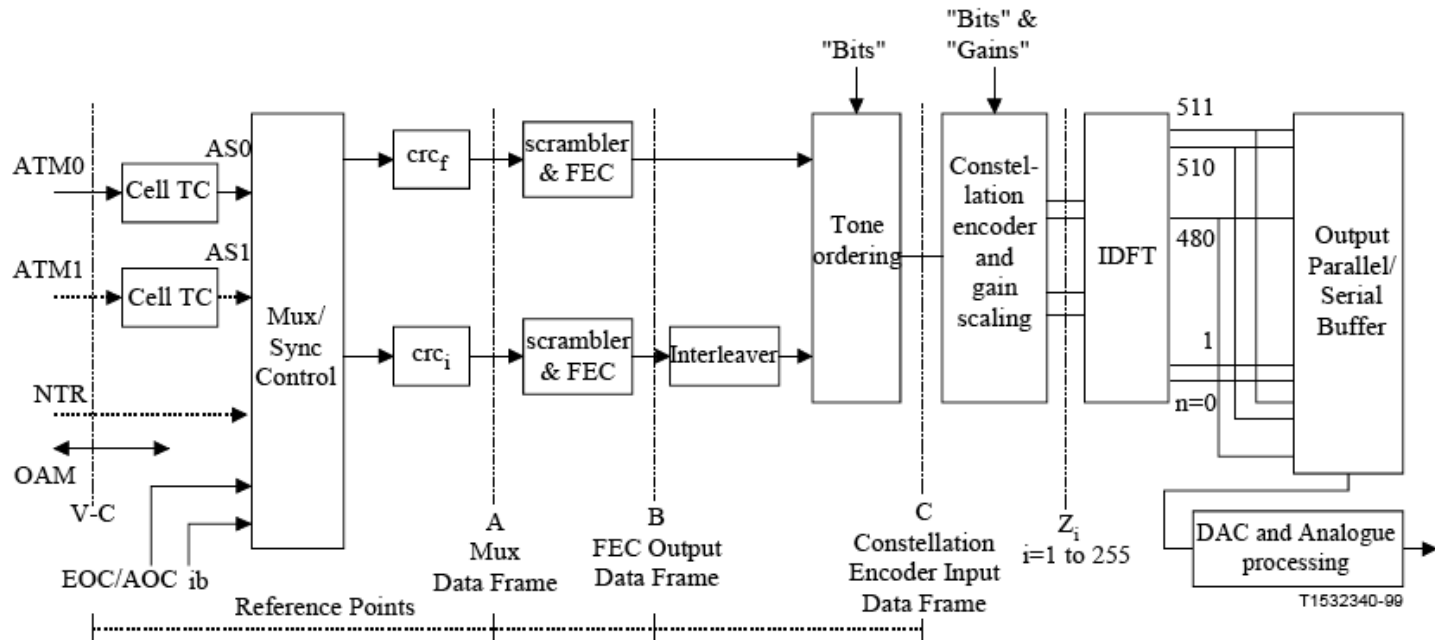 "Bits" &
"Bits"
"Gains"
511
AS0
ATM0
Cell TC
crcf
scrambler
& FEC
Constel-
lation
encoder
and
gain
scaling
510
Tone
ordering
AS1
ATM1
Cell TC
IDFT
480
Output
Parallel/
Serial
Buffer
Mux/
Sync
Control
crci
scrambler
& FEC
Interleaver
1
NTR
n=0
OAM
V-C
A
Mux
Data Frame
B
FEC Output
Data Frame
C
Constellation
Encoder Input
Data Frame
Zi
i=1 to 255
DAC and Analogue
processing
EOC/AOC ib
Reference Points
T1532340-99